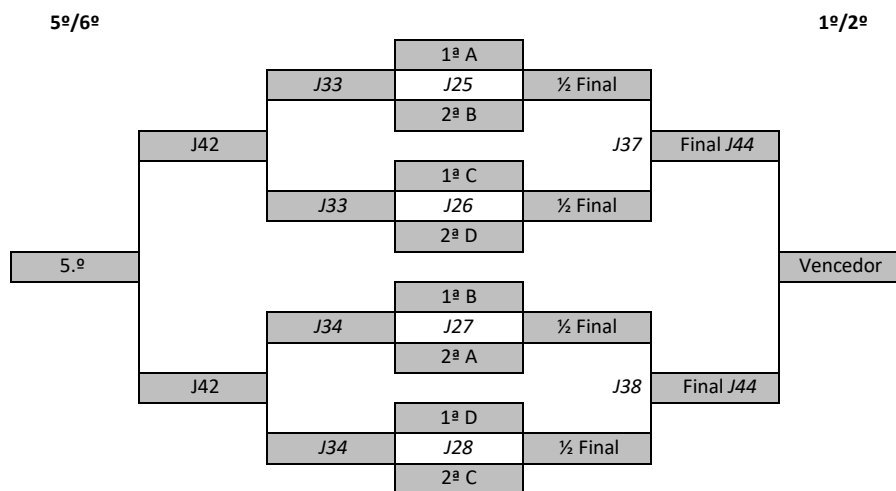 5º/6º 1º/2º
1ª A
J33 J25 ½ Final
2ª B
J42 J37 Final J44
1ª C
J33 J26 ½ Final
2ª D
5.º Vencedor
1ª B
J34 J27 ½ Final
2ª A
J42 J38 Final J44
1ª D
J34 J28 ½ Final
2ª C